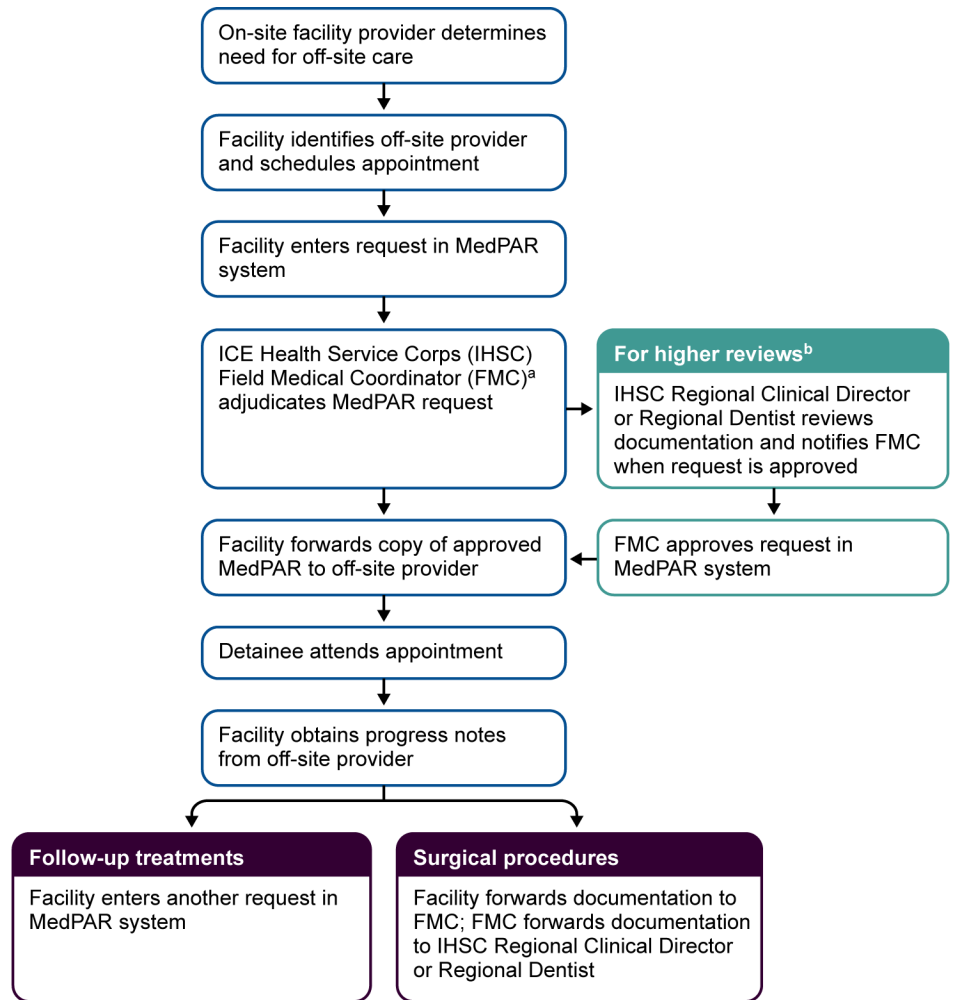 On-site facility provider determines
need for off-site care
Facility identifies off-site provider
and schedules appointment
Facility enters request in MedPAR
system
ICE Health Service Corps (IHSC)
Field Medical Coordinator (FMC)a
adjudicates MedPAR request
For higher reviewsb
IHSC Regional Clinical Director
or Regional Dentist reviews
documentation and notifies FMC
when request is approved
Facility forwards copy of approved
MedPAR to off-site provider
FMC approves request in
MedPAR system
Detainee attends appointment
Facility obtains progress notes
from off-site provider
Follow-up treatments
Facility enters another request in
MedPAR system
Surgical procedures
Facility forwards documentation to
FMC; FMC forwards documentation
to IHSC Regional Clinical Director
or Regional Dentist